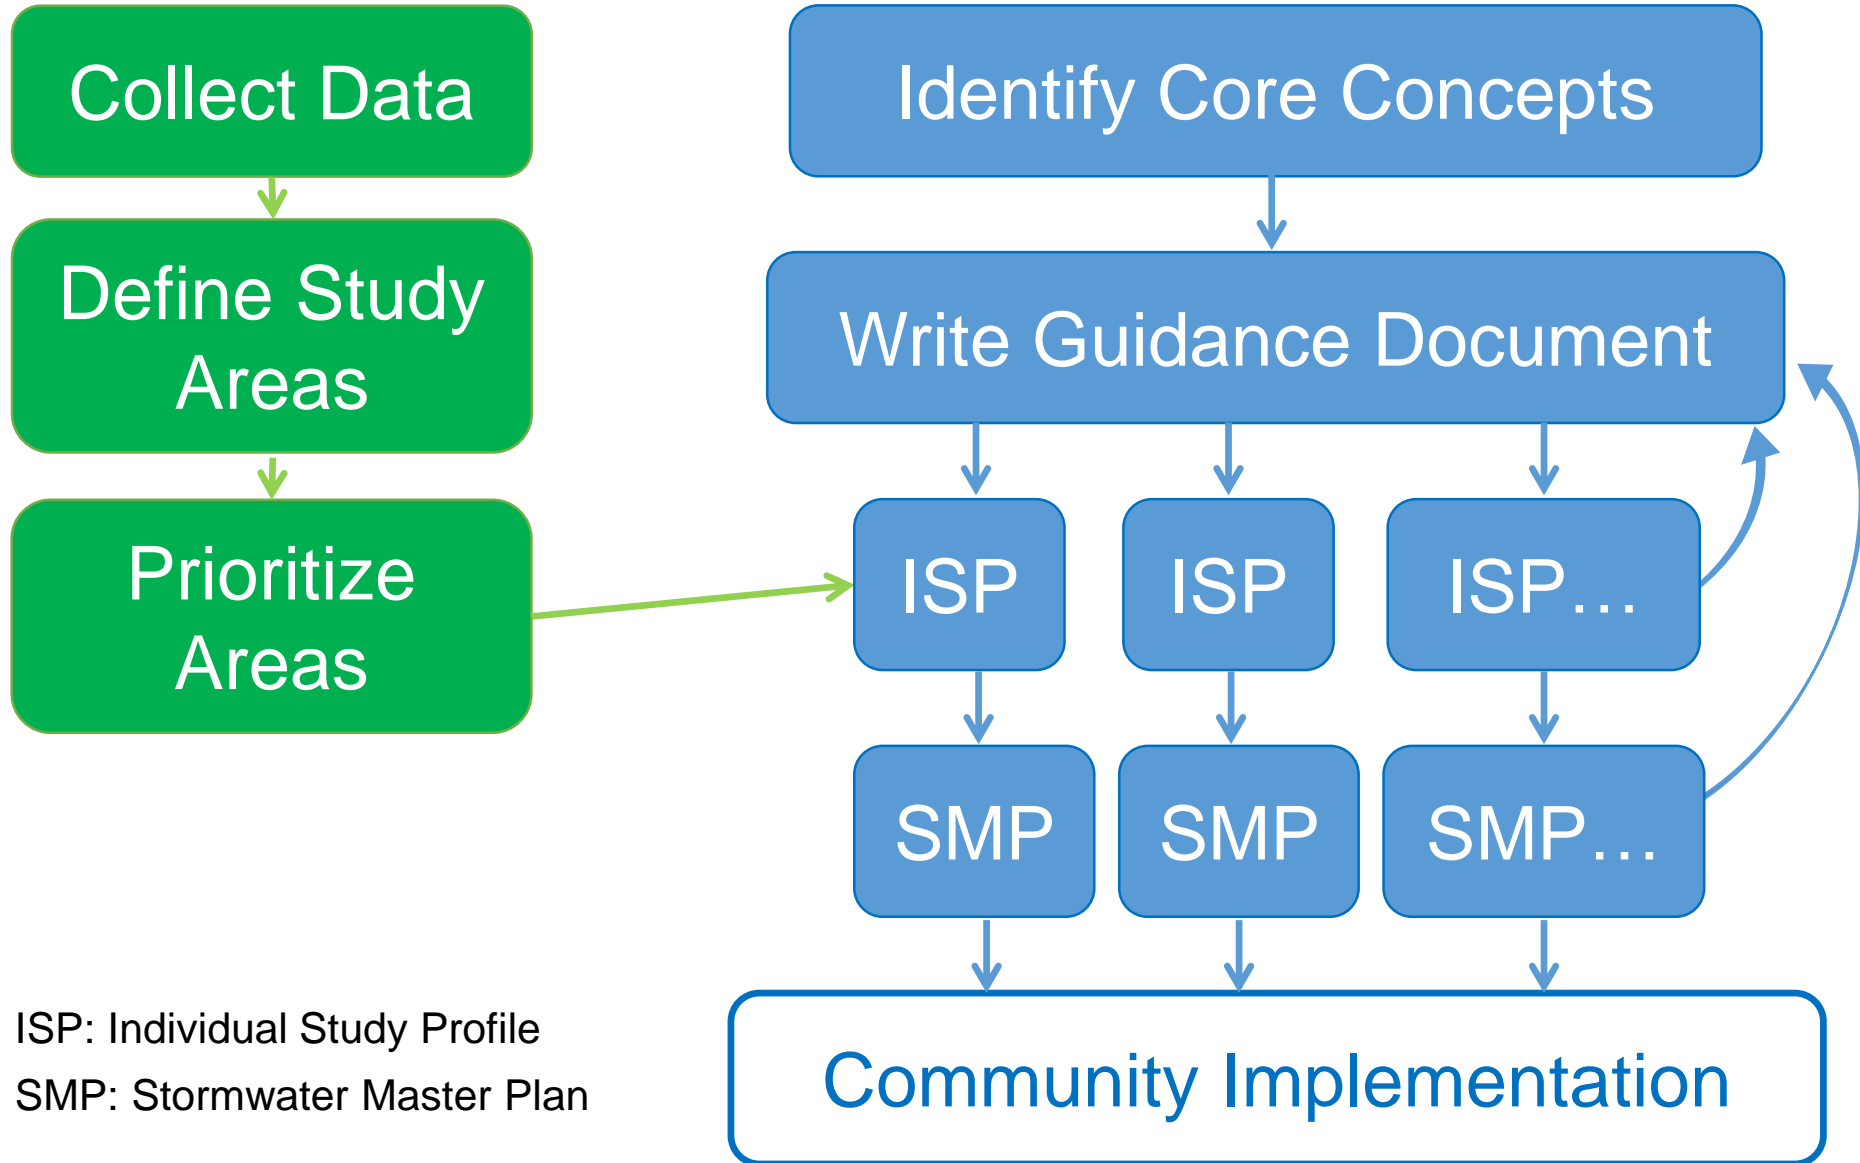 Collect Data
Define Study
Areas
Prioritize
Areas
Identify Core Concepts
Write Guidance Document
ISP
ISP
ISP…
SMP
SMP
SMP…
Community Implementation
ISP: Individual Study Profile
SMP: Stormwater Master Plan